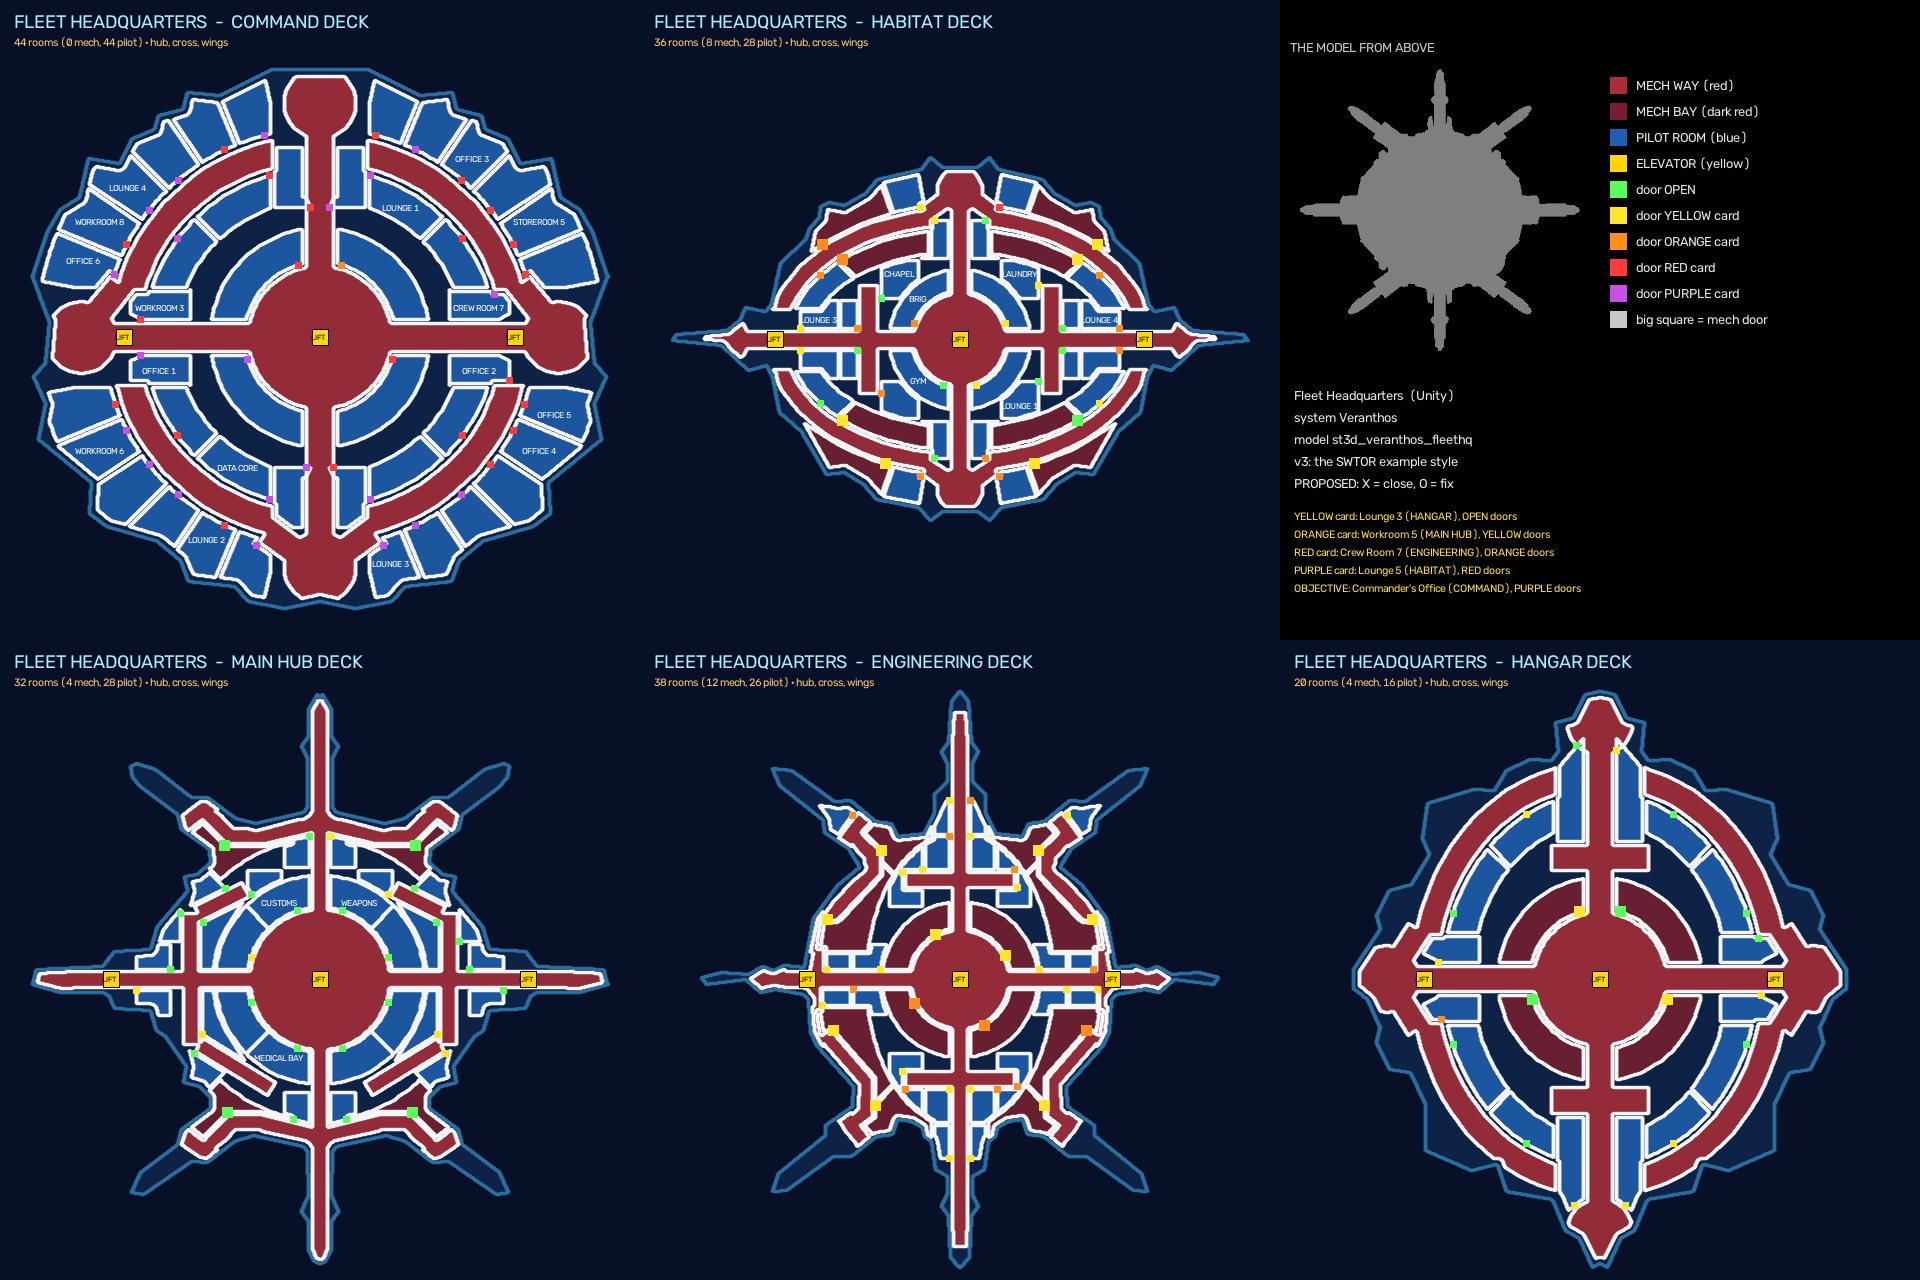 FLEET HEADQUARTERS - COMMAND DECK
44 rooms (0 mech, 44 pilot) • hub, cross, wings
OFFICE 3
LOUNGE 4
LOUNGE 1
WORKROOM 8
STOREROOM 5
OFFICE 6
WORKROOM 3
CREW ROOM 7
LIFT
LIFT
LIFT
OFFICE 1
OFFICE 2
OFFICE 5
WORKROOM 6
OFFICE 4
DATA CORE
LOUNGE 2
LOUNGE 3
FLEET HEADQUARTERS - HABITAT DECK
36 rooms (8 mech, 28 pilot) • hub, cross, wings
CHAPEL
LAUNDRY
BRIG
LOUNGE 3
LOUNGE 4
LIFT
LIFT
LIFT
GYM
LOUNGE 1
THE MODEL FROM ABOVE
MECH WAY (red)
MECH BAY (dark red)
PILOT ROOM (blue)
ELEVATOR (yellow)
door OPEN
door YELLOW card
door ORANGE card
door RED card
door PURPLE card
big square = mech door
Fleet Headquarters (Unity)
system Veranthos
model st3d_veranthos_fleethq
v3: the SWTOR example style
PROPOSED: X = close, O = fix
YELLOW card: Lounge 3 (HANGAR), OPEN doors
ORANGE card: Workroom 5 (MAIN HUB), YELLOW doors
RED card: Crew Room 7 (ENGINEERING), ORANGE doors
PURPLE card: Lounge 5 (HABITAT), RED doors
OBJECTIVE: Commander's Office (COMMAND), PURPLE doors
FLEET HEADQUARTERS - MAIN HUB DECK
32 rooms (4 mech, 28 pilot) • hub, cross, wings
CUSTOMS
WEAPONS
LIFT
LIFT
LIFT
MEDICAL BAY
FLEET HEADQUARTERS - ENGINEERING DECK
38 rooms (12 mech, 26 pilot) • hub, cross, wings
LIFT
LIFT
LIFT
FLEET HEADQUARTERS - HANGAR DECK
20 rooms (4 mech, 16 pilot) • hub, cross, wings
LIFT
LIFT
LIFT